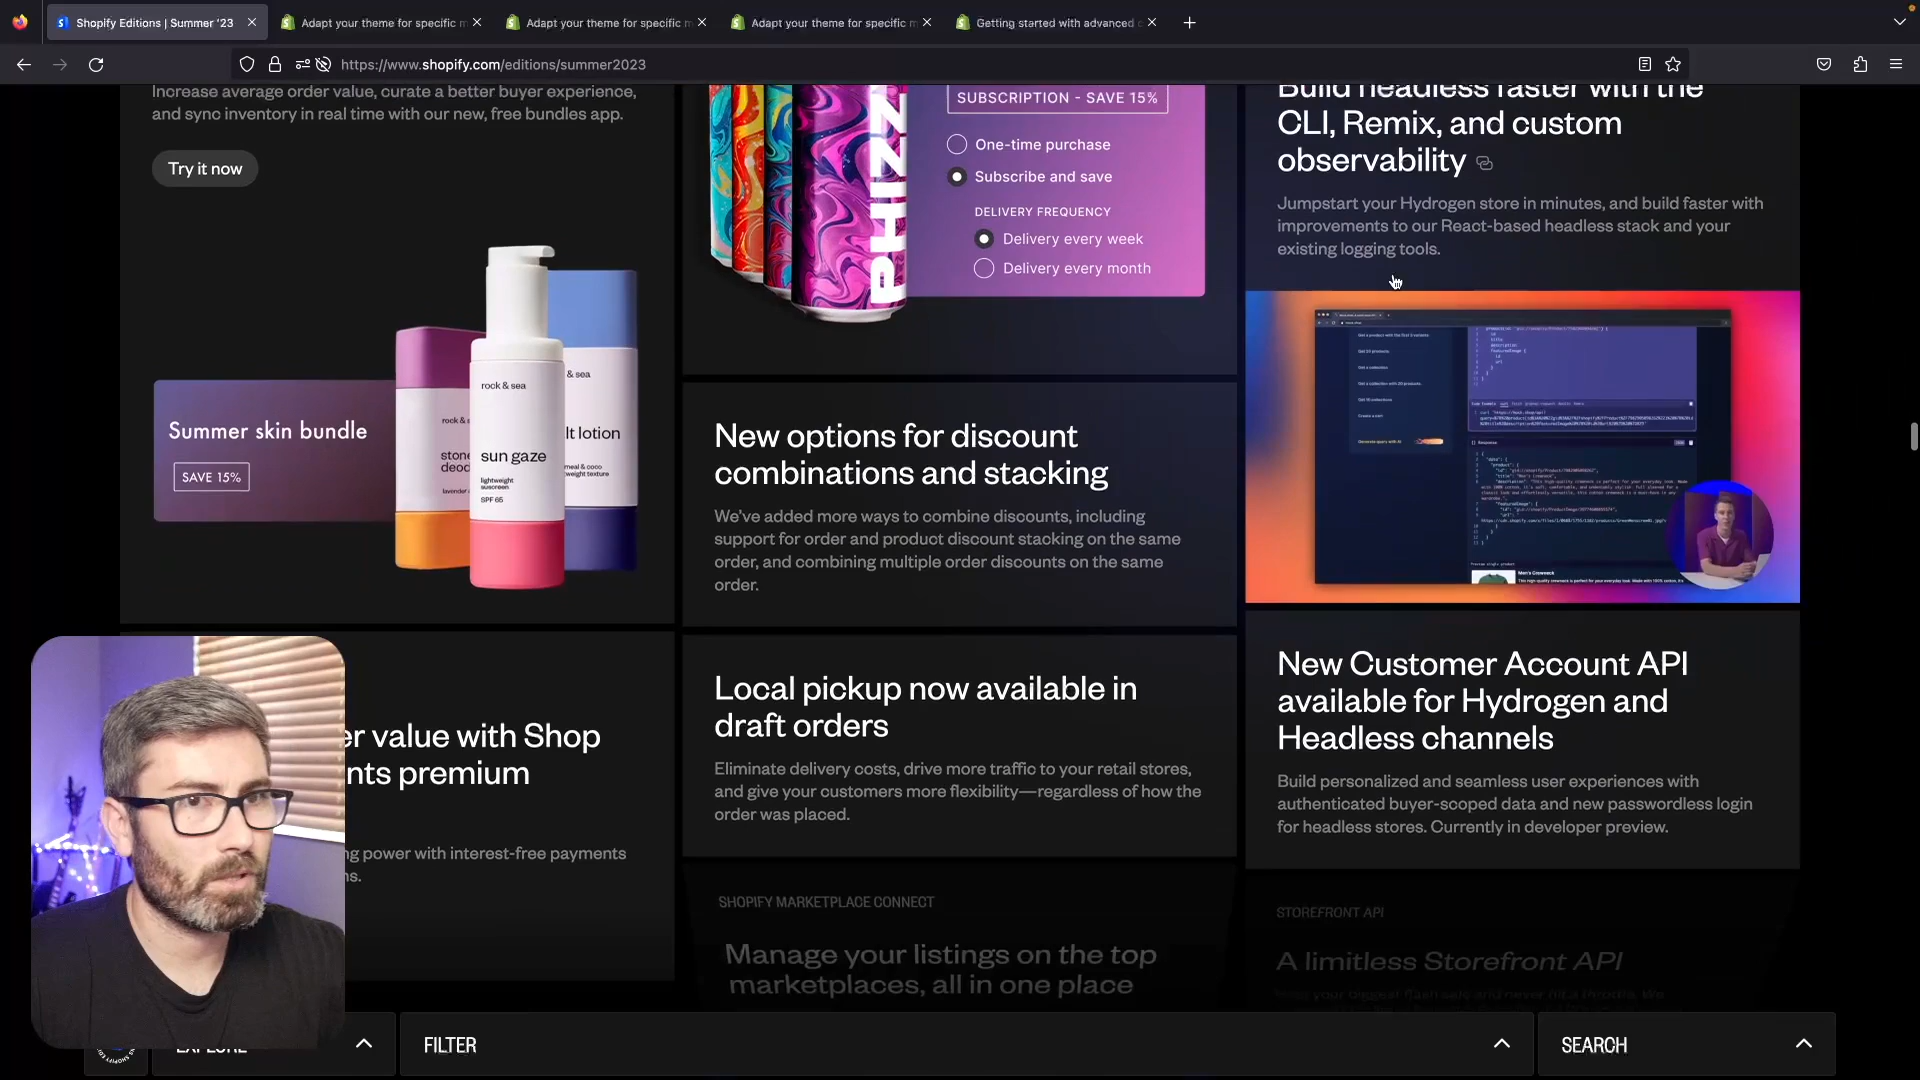 Shopify Editions | Summer '23
Adapt your theme for specific m
Adapt your theme for specific m
Adapt your theme for specific m
Getting started with advanced
https://www.shopify.com/editions/summer2023
Increase average order value, curate a better buyer experience,
and sync inventory in real time with our new, free bundles app.
Try it now
Summer skin bundle
SAVE 15%
rock & sea
sun gaze
lightweight
SPF 65
& sea
lt lotion
er value with Shop
nts premium
ng power with interest-free payments
ns.
PHIZZ
SUBSCRIPTION - SAVE 15%
One-time purchase
Subscribe and save
DELIVERY FREQUENCY
Delivery every week
Delivery every month
New options for discount
combinations and stacking
We've added more ways to combine discounts, including
support for order and product discount stacking on the same
order, and combining multiple order discounts on the same
order.
Local pickup now available in
draft orders
Eliminate delivery costs, drive more traffic to your retail stores,
and give your customers more flexibility—regardless of how the
order was placed.
SHOPIFY MARKETPLACE CONNECT
Manage your listings on the top
marketplaces, all in one place
Build headless faster with the
CLI, Remix, and custom
observability
Jumpstart your Hydrogen store in minutes, and build faster with
improvements to our React-based headless stack and your
existing logging tools.
New Customer Account API
available for Hydrogen and
Headless channels
Build personalized and seamless user experiences with
authenticated buyer-scoped data and new passwordless login
for headless stores. Currently in developer preview.
STOREFRONT API
A limitless Storefront API
EXPLORE
FILTER
SEARCH